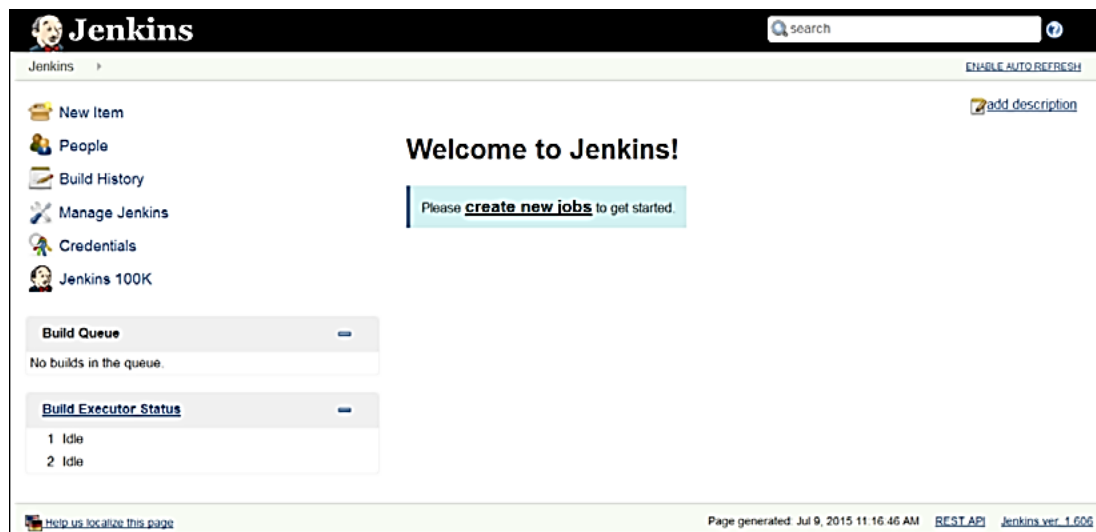 Jenkins
search
Jenkins
ENABLE AUTO REFRESH
add description
New Item
People
Build History
Manage Jenkins
Credentials
Jenkins 100K
Welcome to Jenkins!
Please create new jobs to get started.
Build Queue
No builds in the queue.
Build Executor Status
1 Idle
2 Idle
Help us localize this page
Page generated: Jul 9, 2015 11:16:46 AM REST API Jenkins ver. 1.606